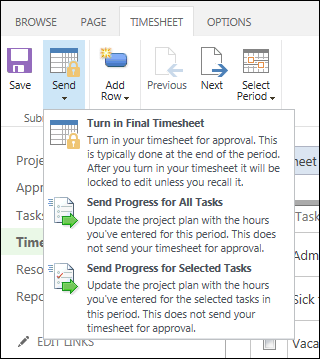 BROWSE PAGE TIMESHEET OPTIONS
Save Send Add Row Previous Next Select Period
Subm
Turn in Final Timesheet
Turn in your timesheet for approval. This
is typically done at the end of the period.
After you turn in your timesheet it will be
locked to edit unless you recall it.
Send Progress for All Tasks
Update the project plan with the hours
you've entered for this period. This does
not send your timesheet for approval.
Send Progress for Selected Tasks
Update the project plan with the hours
you've entered for the selected tasks in
this period. This does not send your
timesheet for approval.
Proj
Appr
Tasks
Time
Reso
Repo
EDIT LINKS
heet
Task
Adm
Sick t
Vaca